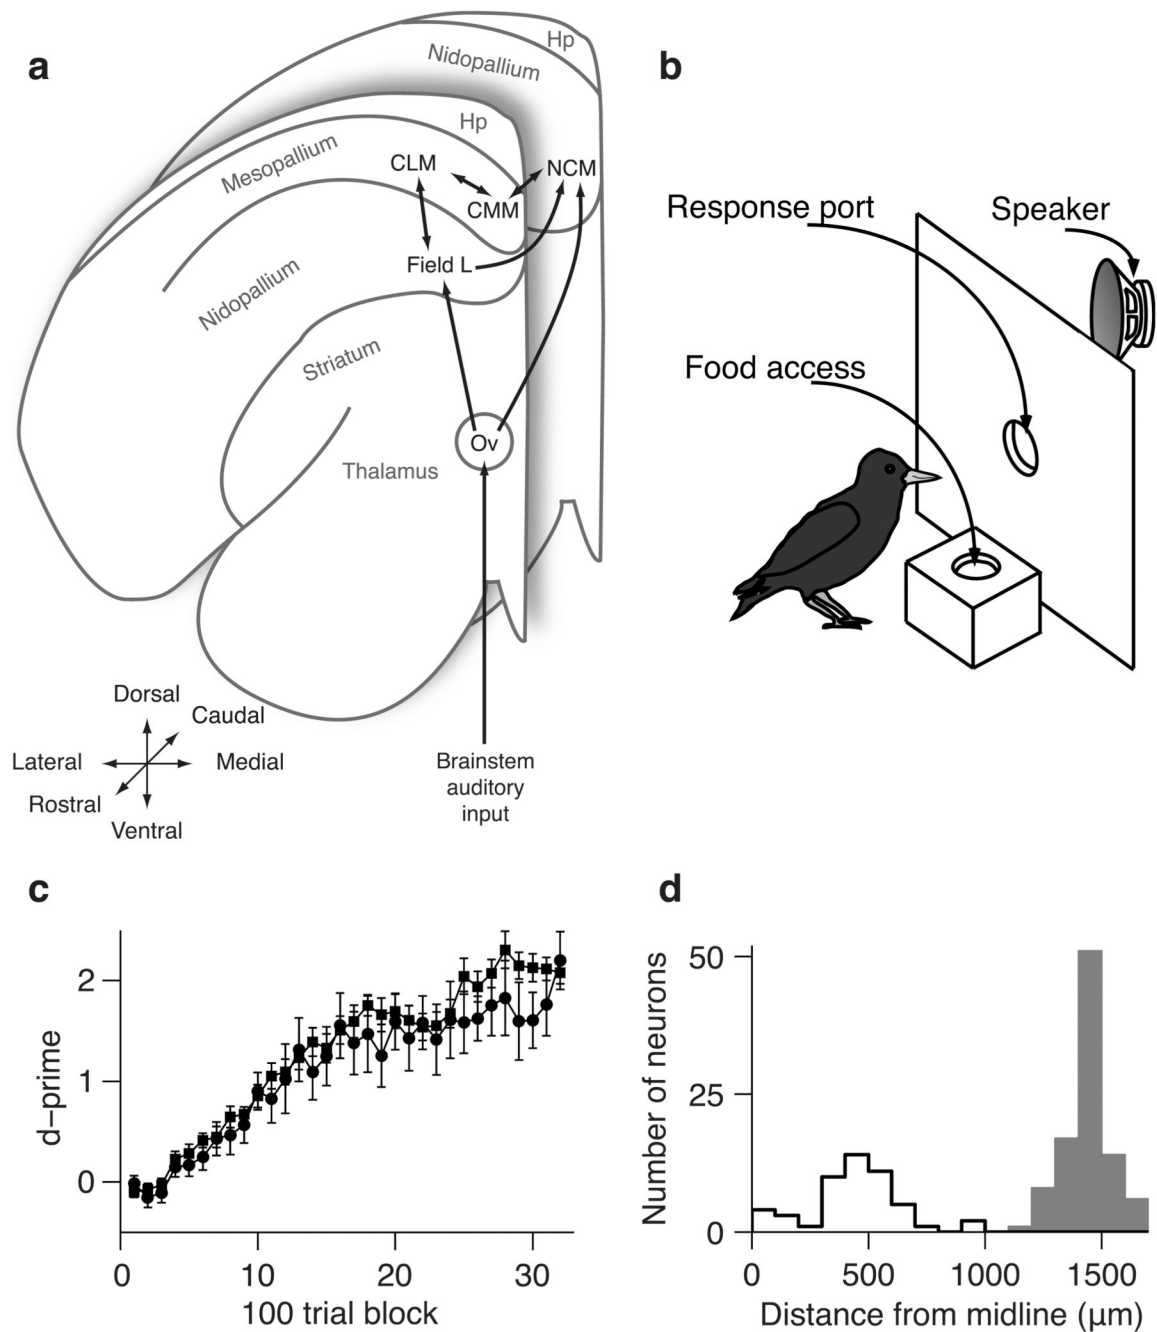 a
Hp
Nidopallium
Hp
Mesopallium
CLM
NCM
CMM
Field L
Nidopallium
Striatum
Ov
Thalamus
Dorsal
Caudal
Lateral
Medial
Rostral
Ventral
Brainstem
auditory
input
b
Response port
Speaker
Food access
c
2
1
0
d-prime
0 10 20 30
100 trial block
d
50
25
0
Number of neurons
0 500 1000 1500
Distance from midline (μm)